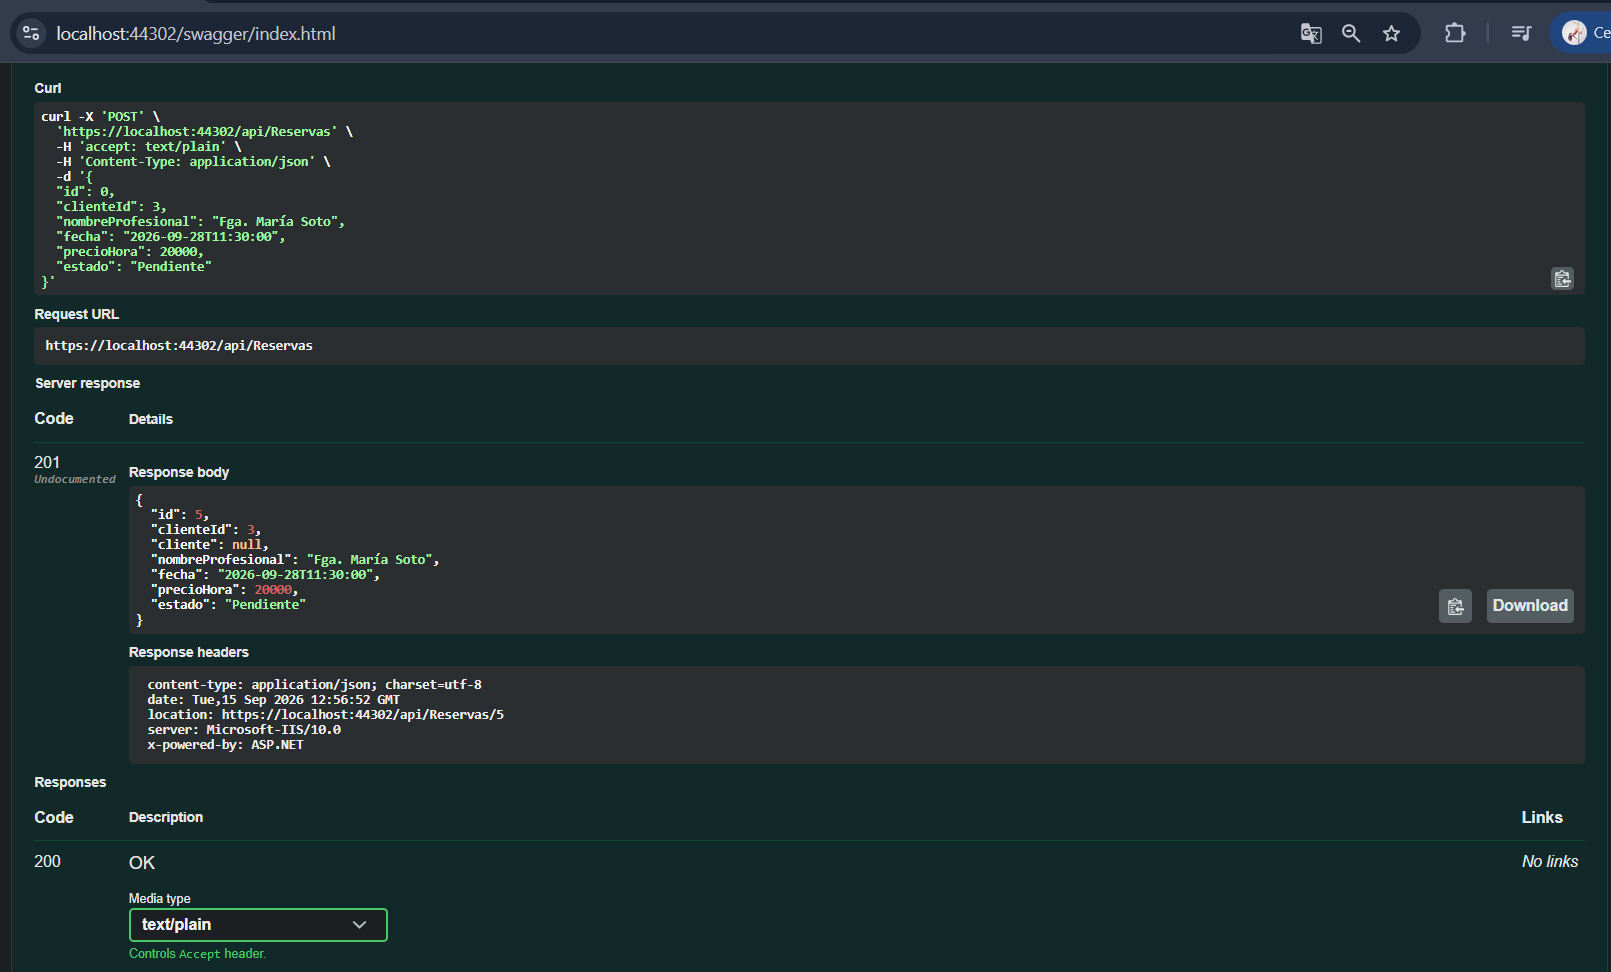 localhost:44302/swagger/index.html
Ce
Curl
curl -X 'POST' \
'https://localhost:44302/api/Reservas' \
-H 'accept: text/plain' \
-H 'Content-Type: application/json' \
-d '{
"id": 0,
"clienteId": 3,
"nombreProfesional": "Fga. María Soto",
"fecha": "2026-09-28T11:30:00",
"precioHora": 20000,
"estado": "Pendiente"
}'
Request URL
https://localhost:44302/api/Reservas
Server response
Code Details
201
Undocumented
Response body
{
"id": 5,
"clienteId": 3,
"cliente": null,
"nombreProfesional": "Fga. María Soto",
"fecha": "2026-09-28T11:30:00",
"precioHora": 20000,
"estado": "Pendiente"
}
Download
Response headers
content-type: application/json; charset=utf-8
date: Tue,15 Sep 2026 12:56:52 GMT
location: https://localhost:44302/api/Reservas/5
server: Microsoft-IIS/10.0
x-powered-by: ASP.NET
Responses
Code Description Links
200 OK No links
Media type
text/plain
Controls Accept header.